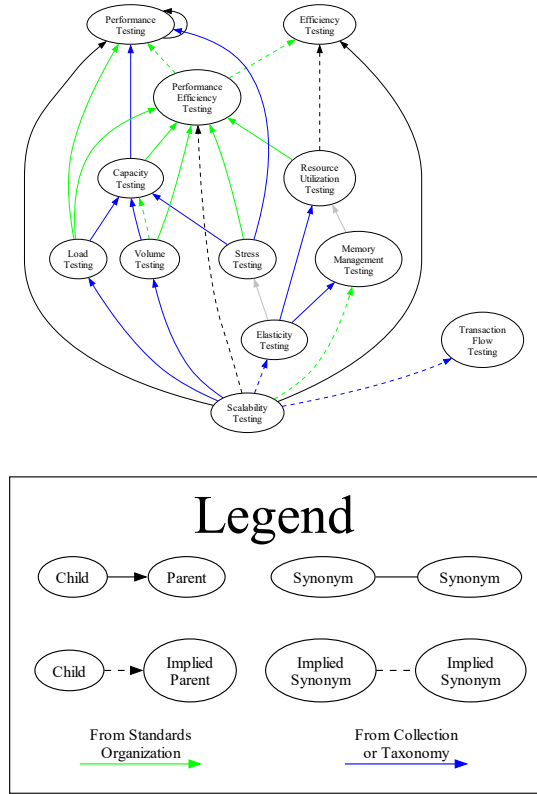 Performance
Testing
Efficiency
Testing
Performance
Efficiency
Testing
Capacity
Testing
Resource
Utilization
Testing
Load
Testing
Volume
Testing
Stress
Testing
Memory
Management
Testing
Elasticity
Testing
Transaction
Flow
Testing
Scalability
Testing
Legend
Child
Parent
Synonym
Synonym
Child
Implied
Parent
Implied
Synonym
Implied
Synonym
From Standards
Organization
From Collection
or Taxonomy